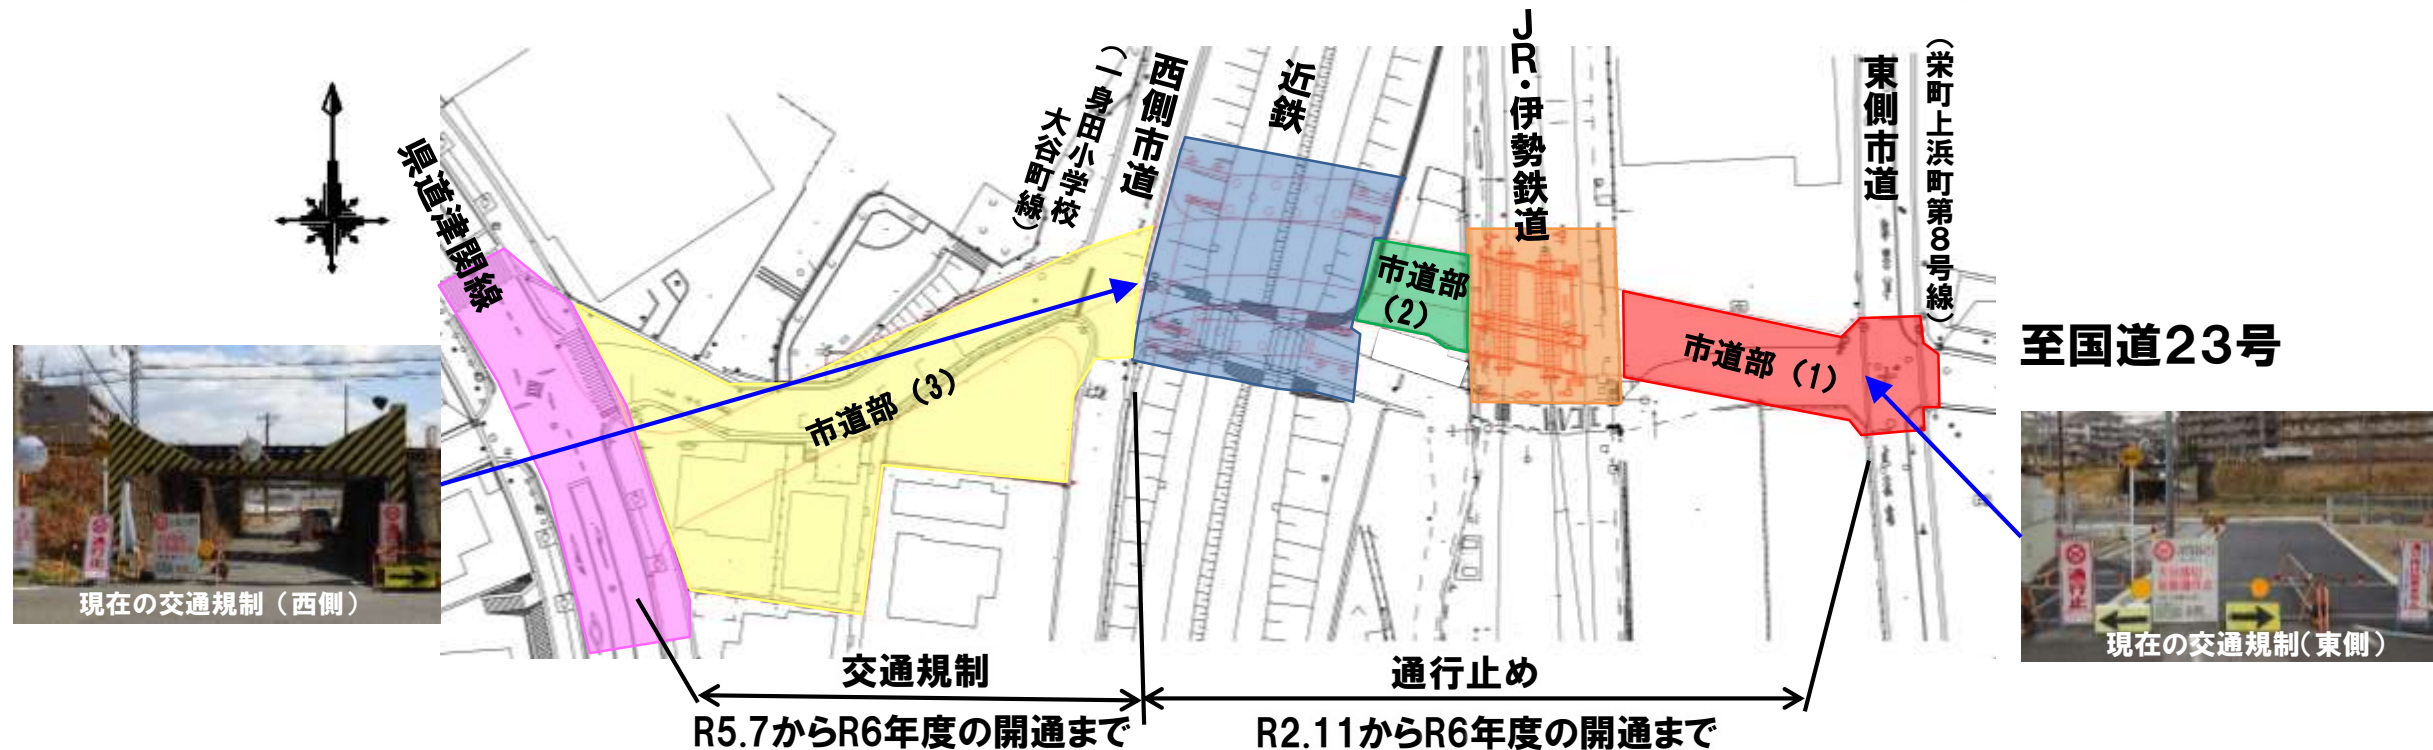 県道津関線
(一身田小学校
大谷町線)
西側市道
近鉄
JR・伊勢鉄道
東側市道
(栄町上浜町第8号線)
市道部
(2)
市道部(1)
市道部(3)
至国道23号
現在の交通規制(西側)
現在の交通規制(東側)
交通規制
通行止め
R5.7からR6年度の開通まで
R2.11からR6年度の開通まで